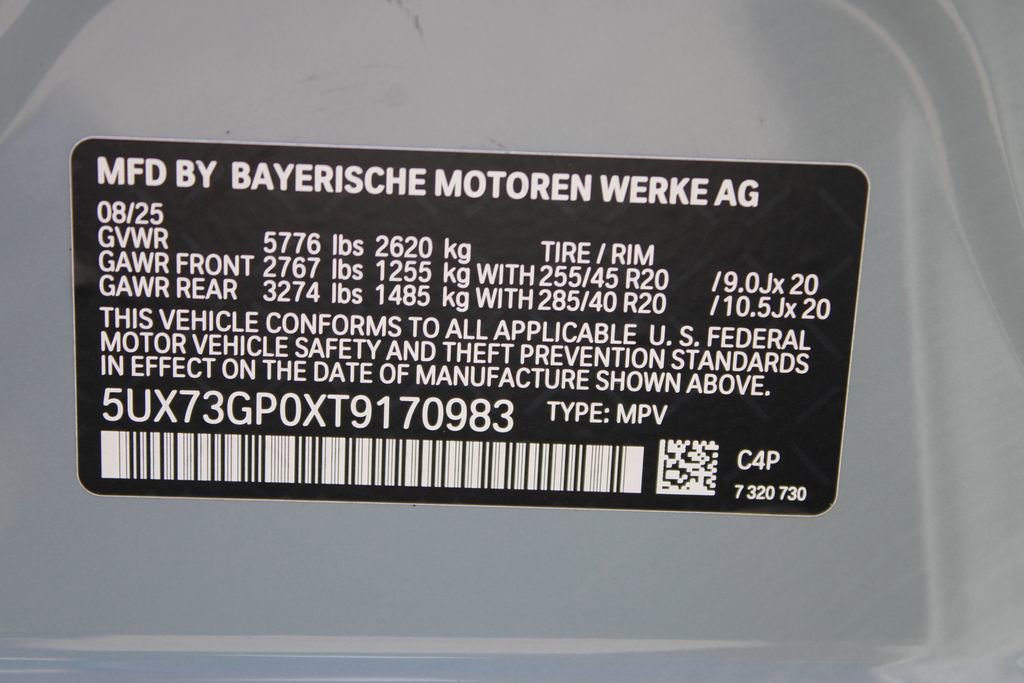 MFD BY BAYERISCHE MOTOREN WERKE AG
08/25
GVWR 5776 lbs 2620 kg TIRE / RIM
GAWR FRONT 2767 lbs 1255 kg WITH 255/45 R20 /9.0Jx 20
GAWR REAR 3274 lbs 1485 kg WITH 285/40 R20 /10.5Jx 20
THIS VEHICLE CONFORMS TO ALL APPLICABLE U. S. FEDERAL
MOTOR VEHICLE SAFETY AND THEFT PREVENTION STANDARDS
IN EFFECT ON THE DATE OF MANUFACTURE SHOWN ABOVE.
5UX73GP0XT9170983 TYPE: MPV
C4P
7 320 730